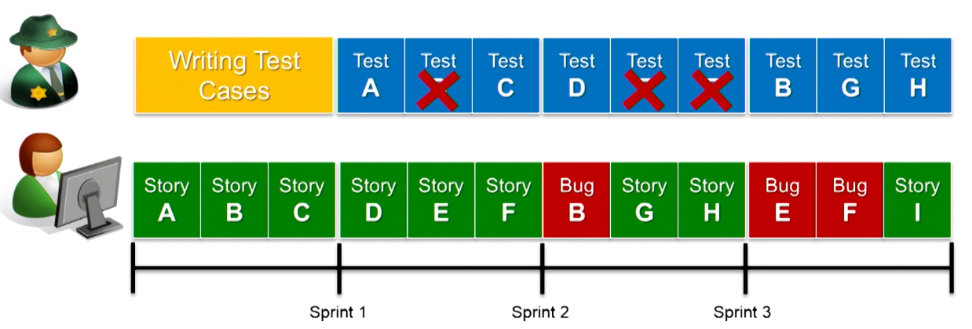 Writing Test
Cases
Test
A
Test
Test
C
Test
D
Test
Test
Test
B
Test
G
Test
H
Story
A
Story
B
Story
C
Story
D
Story
E
Story
F
Bug
B
Story
G
Story
H
Bug
E
Bug
F
Story
I
Sprint 1
Sprint 2
Sprint 3